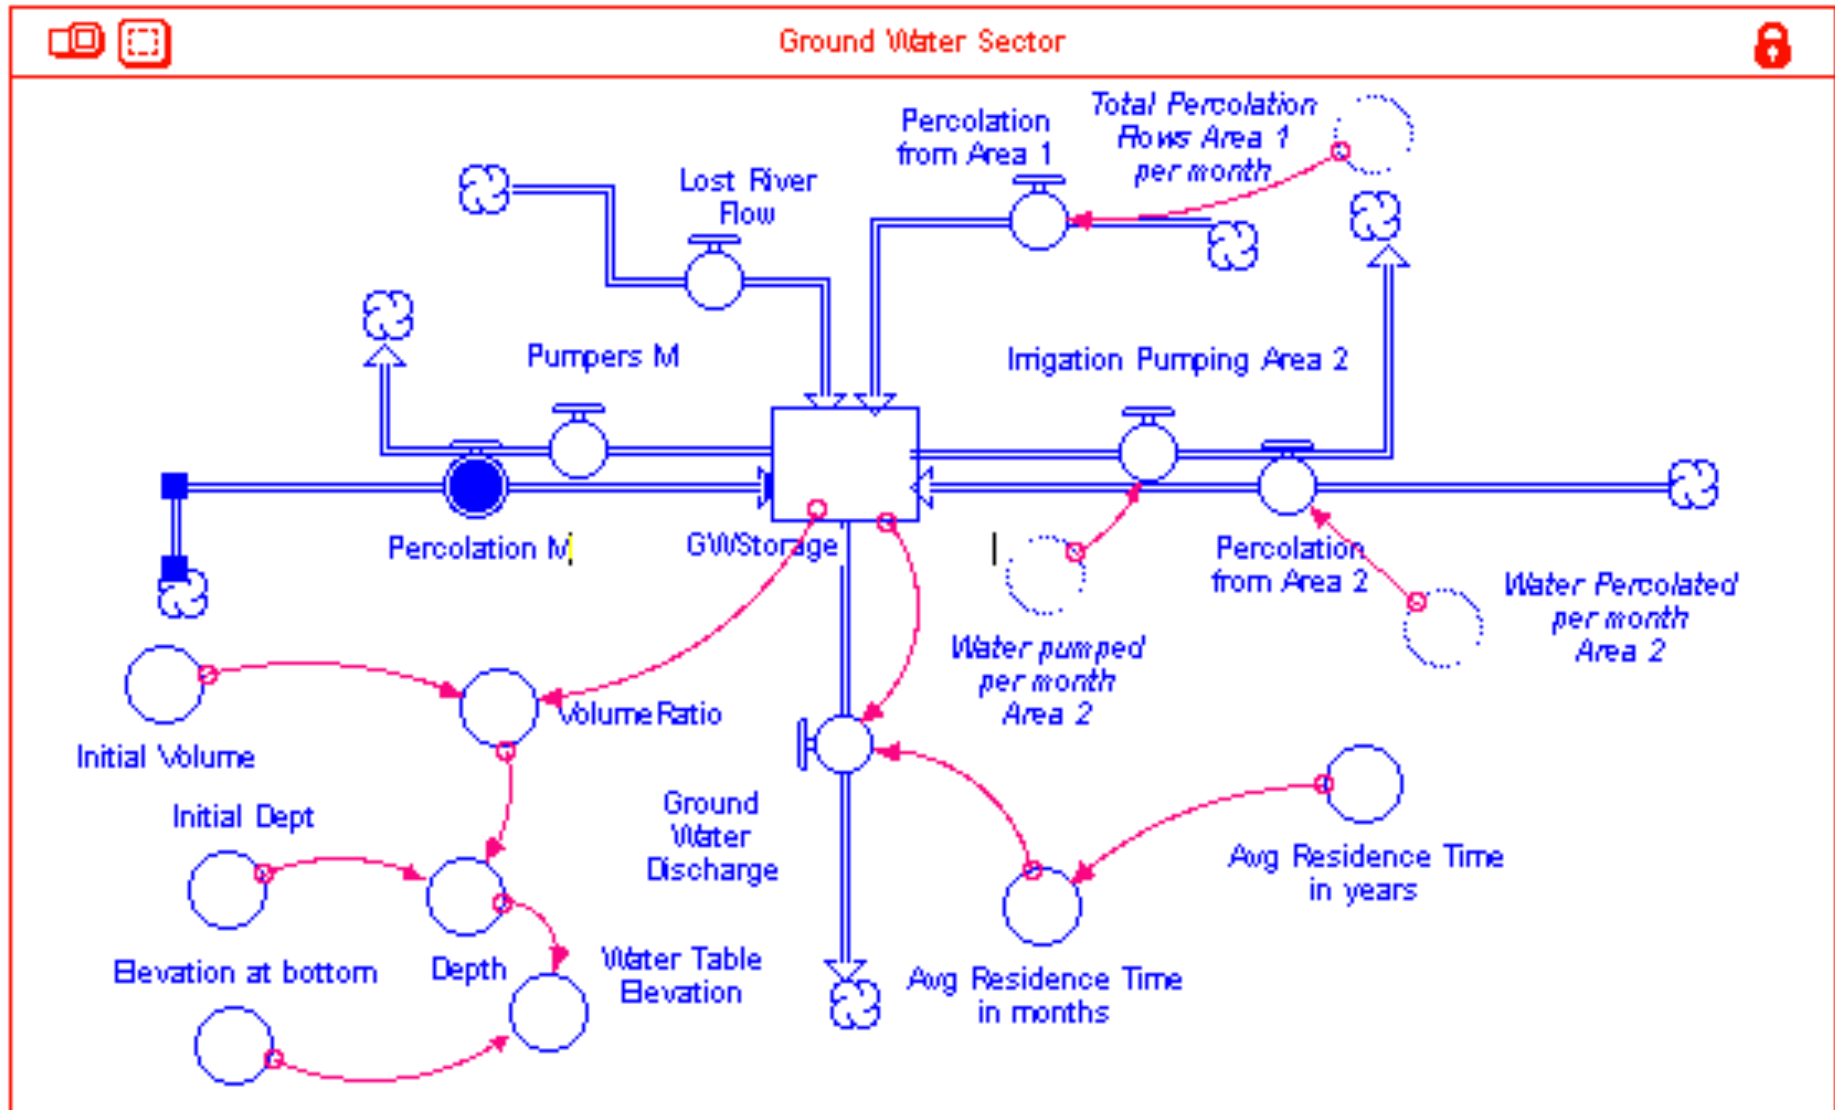 Ground Water Sector
Percolation
from Area 1
Total Percolation
Flows Area 1
per month
Lost River
Flow
Pumpers M
Irrigation Pumping Area 2
Percolation M
GWStorage
Percolation
from Area 2
Water Percolated
per month
Area 2
Water pumped
per month
Area 2
Initial Volume
VolumeRatio
Initial Dept
Ground
Water
Discharge
Avg Residence Time
in years
Elevation at bottom
Depth
Water Table
Elevation
Avg Residence Time
in months